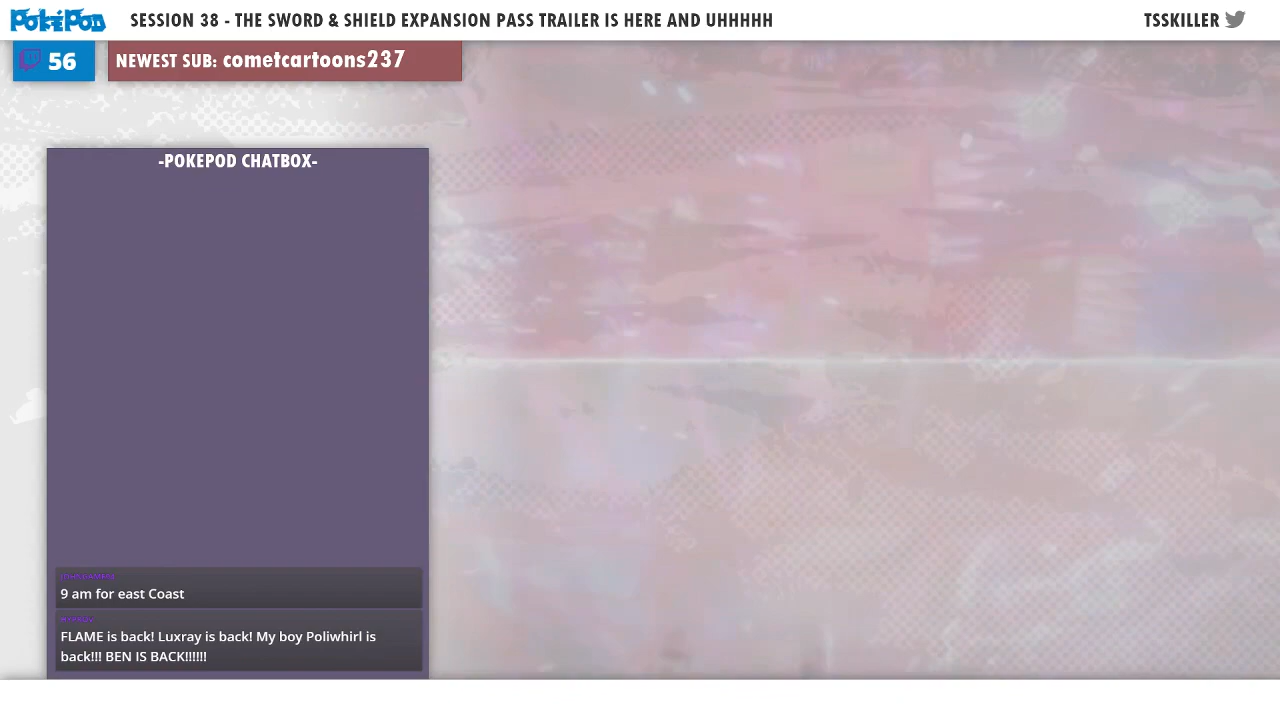 PokéPod
SESSION 38 - THE SWORD & SHIELD EXPANSION PASS TRAILER IS HERE AND UHHHHH
TSSKILLER
56
NEWEST SUB: cometcartoons237
-POKEPOD CHATBOX-
9 am for east Coast
FLAME is back! Luxray is back! My boy Poliwhirl is
back!!! BEN IS BACK!!!!!!